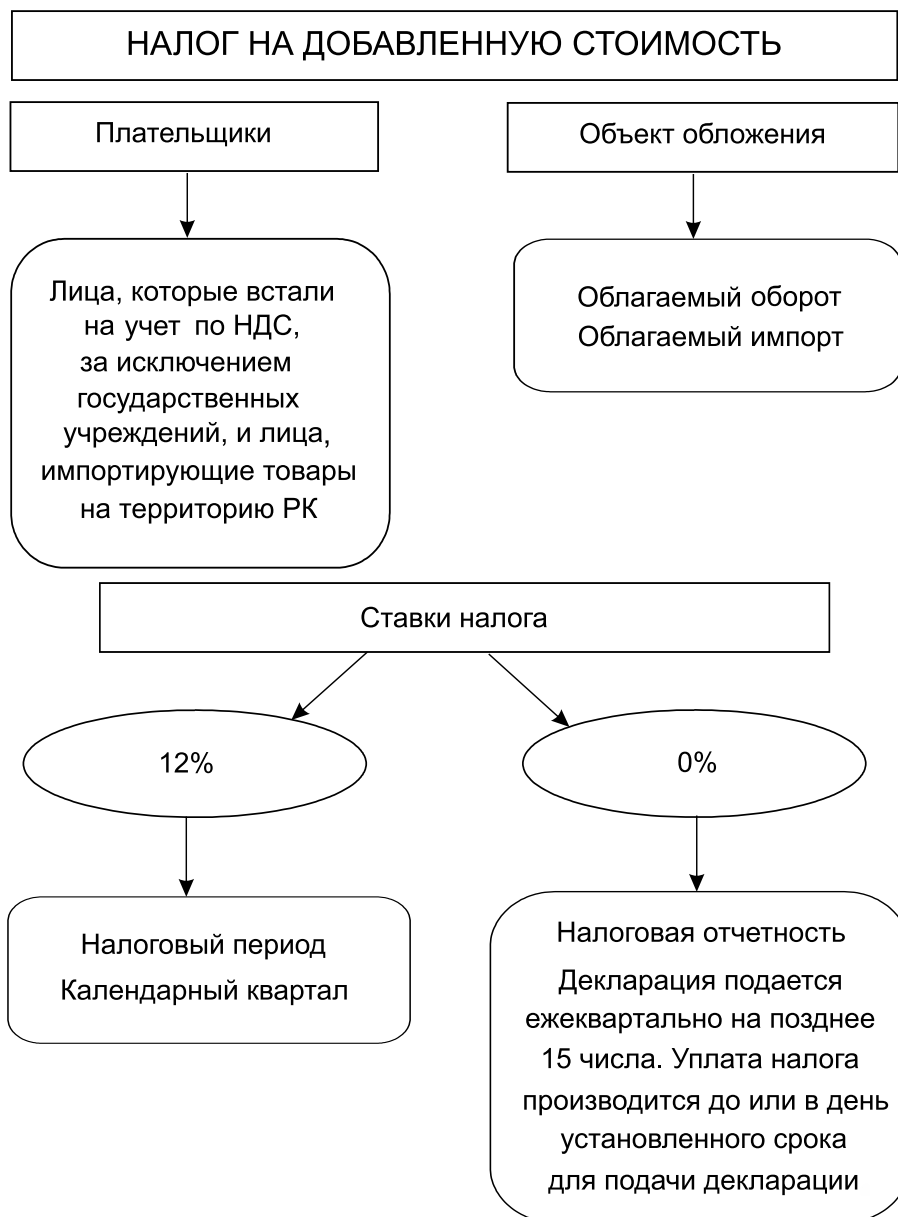 НАЛОГ НА ДОБАВЛЕННУЮ СТОИМОСТЬ
Плательщики
Объект обложения
Лица, которые встали
на учет по НДС,
за исключением
государственных
учреждений, и лица,
импортирующие товары
на территорию РК
Облагаемый оборот
Облагаемый импорт
Ставки налога
12%
0%
Налоговый период
Календарный квартал
Налоговая отчетность
Декларация подается
ежеквартально на позднее
15 числа. Уплата налога
производится до или в день
установленного срока
для подачи декларации